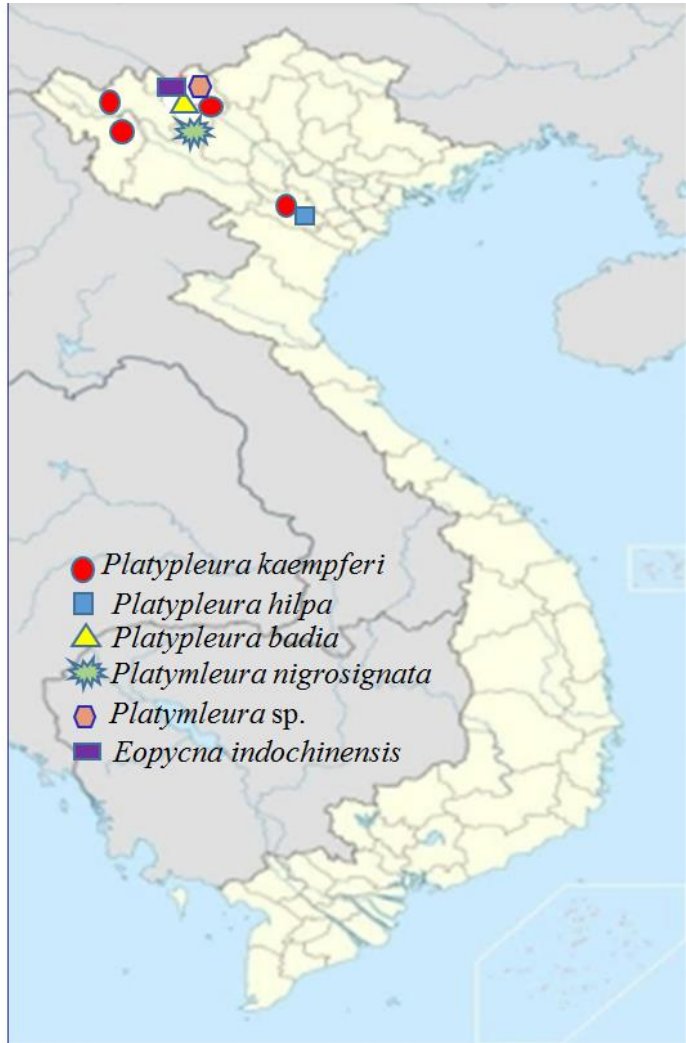 Platypleura kaempferi
Platypleura hilpa
Platypleura badia
Platymleura nigrosignata
Platymleura sp.
Eopycna indochinensis